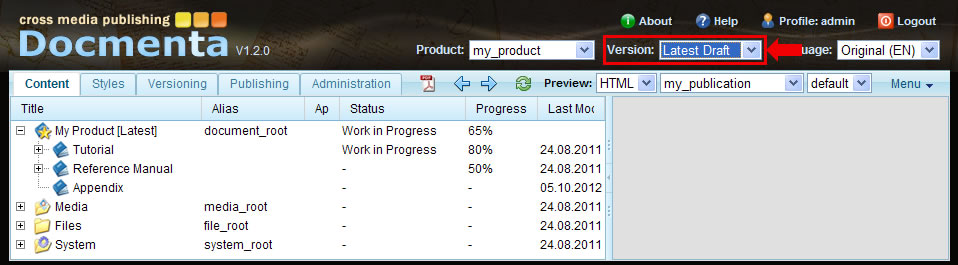 cross media publishing
Docmenta V1.2.0
About Help Profile: admin Logout
Product: my_product Version: Latest Draft uage: Original (EN)
Content Styles Versioning Publishing Administration PDF Preview: HTML my_publication default Menu
Title Alias Ap Status Progress Last Moc
My Product [Latest] document_root Work in Progress 65%
Tutorial Work in Progress 80% 24.08.2011
Reference Manual - 50% 24.08.2011
Appendix - - 05.10.2012
Media media_root - - 24.08.2011
Files file_root - - 24.08.2011
System system_root - - 24.08.2011